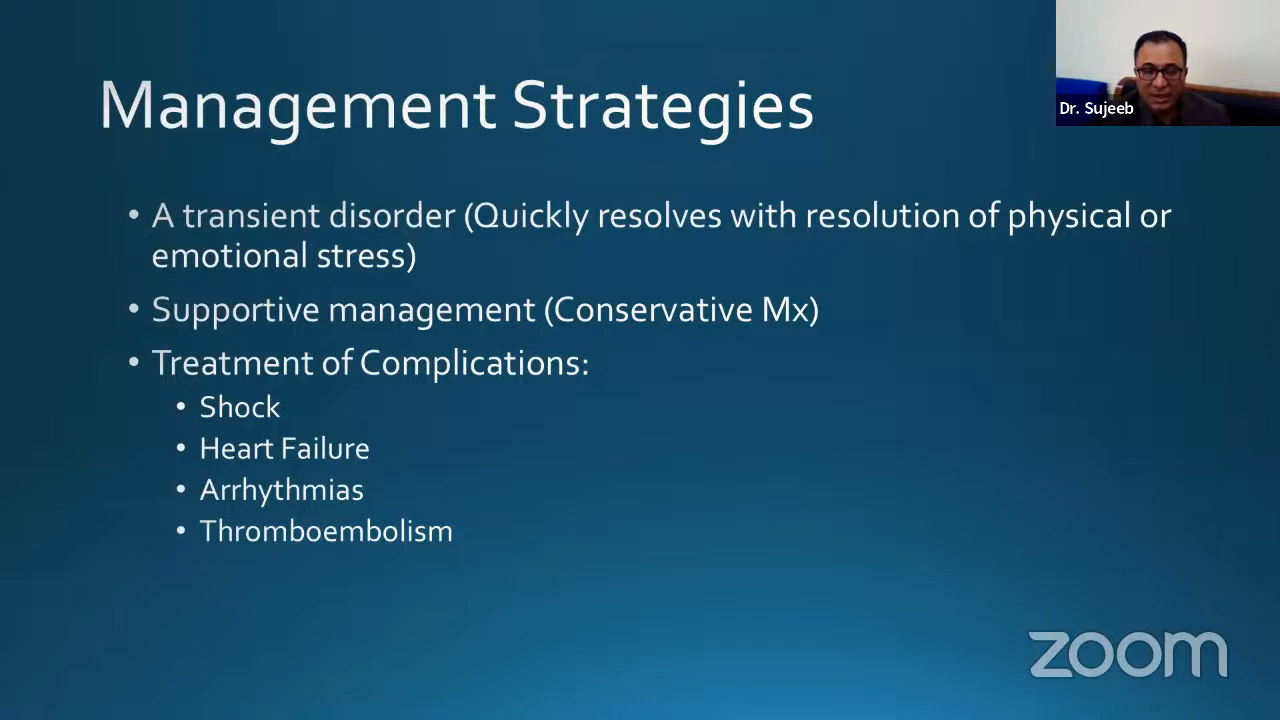 Dr. Sujeeb
Management Strategies
• A transient disorder (Quickly resolves with resolution of physical or
emotional stress)
• Supportive management (Conservative Mx)
• Treatment of Complications:
• Shock
• Heart Failure
• Arrhythmias
• Thromboembolism
zoom